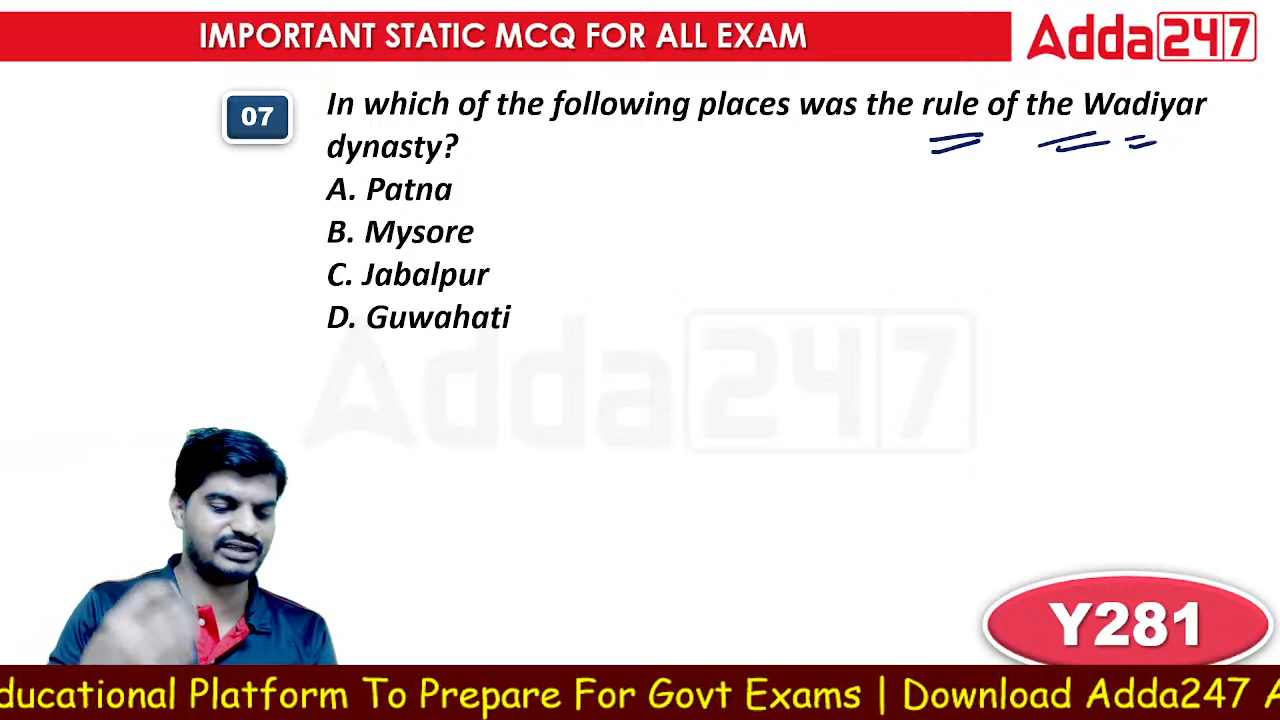 IMPORTANT STATIC MCQ FOR ALL EXAM
Adda247
07
In which of the following places was the rule of the Wadiyar
dynasty?
A. Patna
B. Mysore
C. Jabalpur
D. Guwahati
Adda247
Y281
ducational Platform To Prepare For Govt Exams | Download Adda247 A